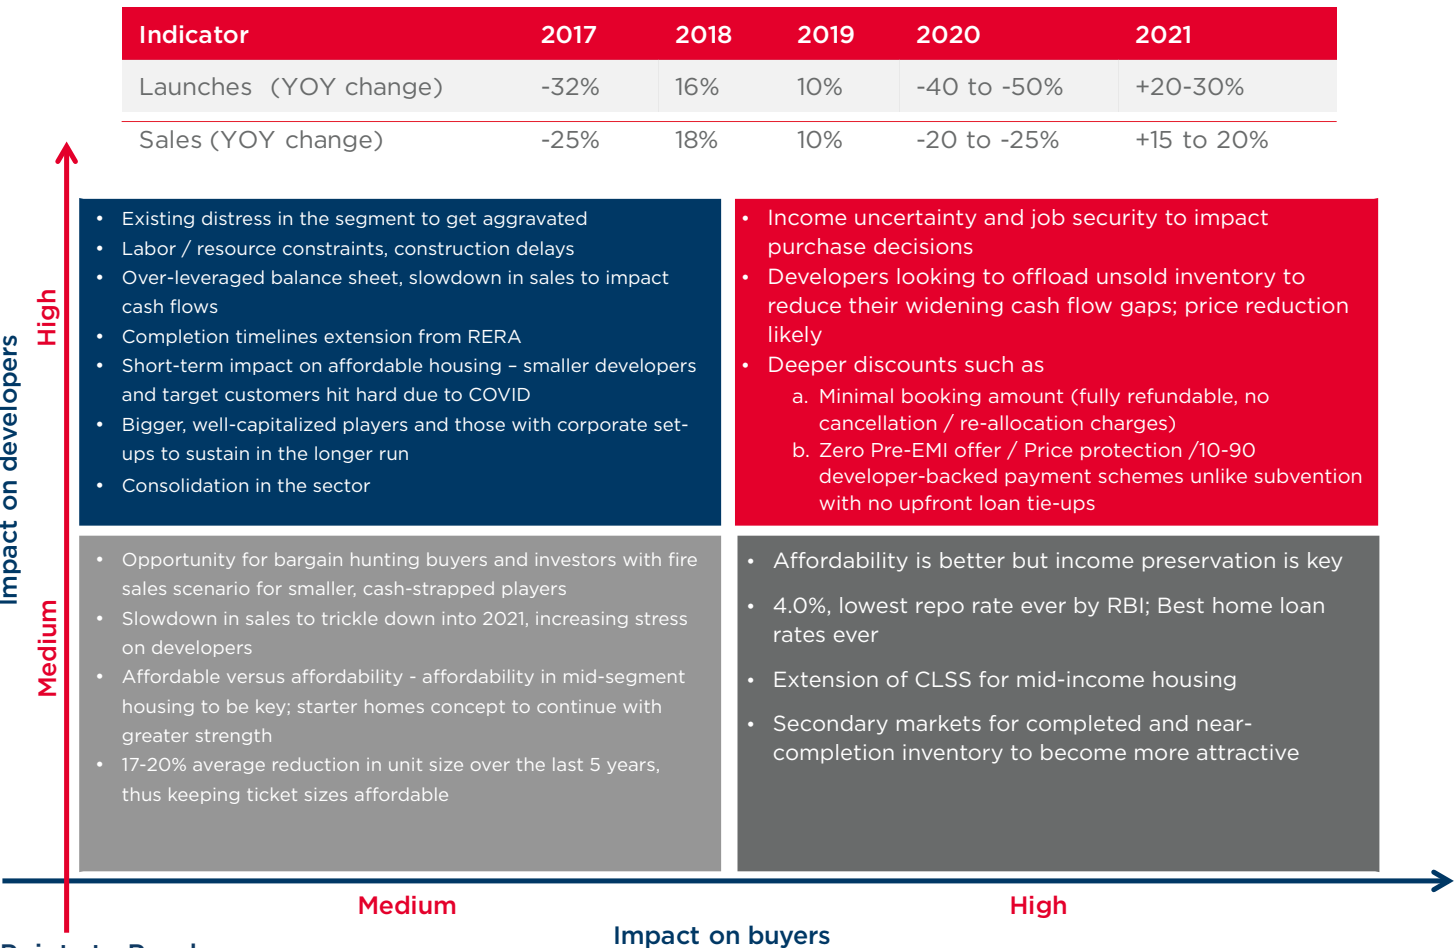 Indicator 2017 2018 2019 2020 2021
Launches (YOY change) -32% 16% 10% -40 to -50% +20-30%
Sales (YOY change) -25% 18% 10% -20 to -25% +15 to 20%
Impact on developers
High
Medium
• Existing distress in the segment to get aggravated
• Labor / resource constraints, construction delays
• Over-leveraged balance sheet, slowdown in sales to impact
cash flows
• Completion timelines extension from RERA
• Short-term impact on affordable housing – smaller developers
and target customers hit hard due to COVID
• Bigger, well-capitalized players and those with corporate set-
ups to sustain in the longer run
• Consolidation in the sector
• Income uncertainty and job security to impact
purchase decisions
• Developers looking to offload unsold inventory to
reduce their widening cash flow gaps; price reduction
likely
• Deeper discounts such as
a. Minimal booking amount (fully refundable, no
cancellation / re-allocation charges)
b. Zero Pre-EMI offer / Price protection /10-90
developer-backed payment schemes unlike subvention
with no upfront loan tie-ups
• Opportunity for bargain hunting buyers and investors with fire
sales scenario for smaller, cash-strapped players
• Slowdown in sales to trickle down into 2021, increasing stress
on developers
• Affordable versus affordability - affordability in mid-segment
housing to be key; starter homes concept to continue with
greater strength
• 17-20% average reduction in unit size over the last 5 years,
thus keeping ticket sizes affordable
• Affordability is better but income preservation is key
• 4.0%, lowest repo rate ever by RBI; Best home loan
rates ever
• Extension of CLSS for mid-income housing
• Secondary markets for completed and near-
completion inventory to become more attractive
Medium
High
Impact on buyers